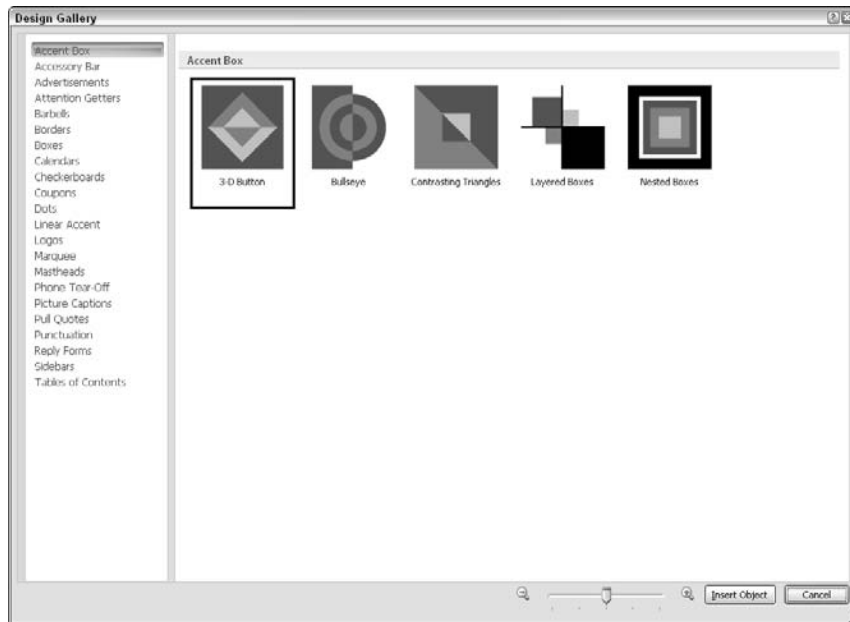 Design Gallery
Accent Box
Accessory Bar
Advertisements
Attention Getters
Barbells
Borders
Boxes
Calendars
Checkerboards
Coupons
Dots
Linear Accent
Logos
Marquee
Mastheads
Phone Tear-Off
Picture Captions
Pull Quotes
Punctuation
Reply Forms
Sidebars
Tables of Contents
Accent Box
3-D Button Bullseye Contrasting Triangles Layered Boxes Nested Boxes
Insert Object Cancel